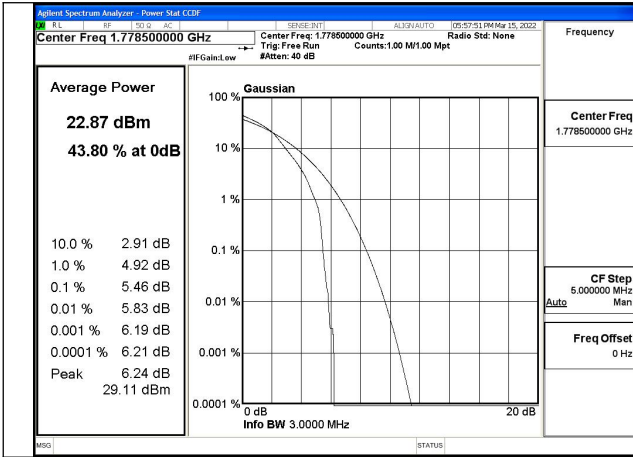 Agilent Spectrum Analyzer - Power Stat CCDF
RL RF 50 Ω AC SENSE:INT ALIGN AUTO 05:57:51 PM Mar 15, 2022
Center Freq 1.778500000 GHz
Center Freq: 1.778500000 GHz Radio Std: None
Trig: Free Run Counts:1.00 M/1.00 Mpt
#IFGain:Low #Atten: 40 dB
Frequency
Average Power
22.87 dBm
43.80 % at 0dB
10.0 % 2.91 dB
1.0 % 4.92 dB
0.1 % 5.46 dB
0.01 % 5.83 dB
0.001 % 6.19 dB
0.0001 % 6.21 dB
Peak 6.24 dB
29.11 dBm
Gaussian
100 %
10 %
1 %
0.1 %
0.01 %
0.001 %
0.0001 %
0 dB 20 dB
Info BW 3.0000 MHz
Center Freq
1.778500000 GHz
CF Step
5.000000 MHz
Auto Man
Freq Offset
0 Hz
MSG STATUS